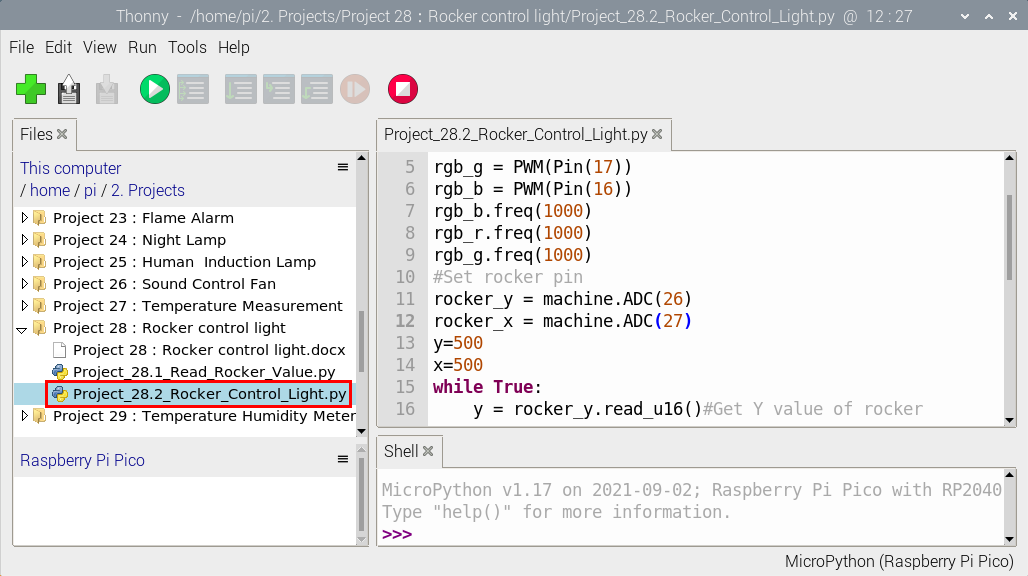 Thonny - /home/pi/2. Projects/Project 28 : Rocker control light/Project_28.2_Rocker_Control_Light.py @ 12 : 27
File Edit View Run Tools Help
Files
This computer
/ home / pi / 2. Projects
Project 23 : Flame Alarm
Project 24 : Night Lamp
Project 25 : Human  Induction Lamp
Project 26 : Sound Control Fan
Project 27 : Temperature Measurement
Project 28 : Rocker control light
Project 28 : Rocker control light.docx
Project_28.1_Read_Rocker_Value.py
Project_28.2_Rocker_Control_Light.py
Project 29 : Temperature Humidity Meter
Raspberry Pi Pico
Project_28.2_Rocker_Control_Light.py
5 rgb_g = PWM(Pin(17))
6 rgb_b = PWM(Pin(16))
7 rgb_b.freq(1000)
8 rgb_r.freq(1000)
9 rgb_g.freq(1000)
10 #Set rocker pin
11 rocker_y = machine.ADC(26)
12 rocker_x = machine.ADC(27)
13 y=500
14 x=500
15 while True:
16     y = rocker_y.read_u16()#Get Y value of rocker
Shell
MicroPython v1.17 on 2021-09-02; Raspberry Pi Pico with RP2040
Type "help()" for more information.
>>>
MicroPython (Raspberry Pi Pico)